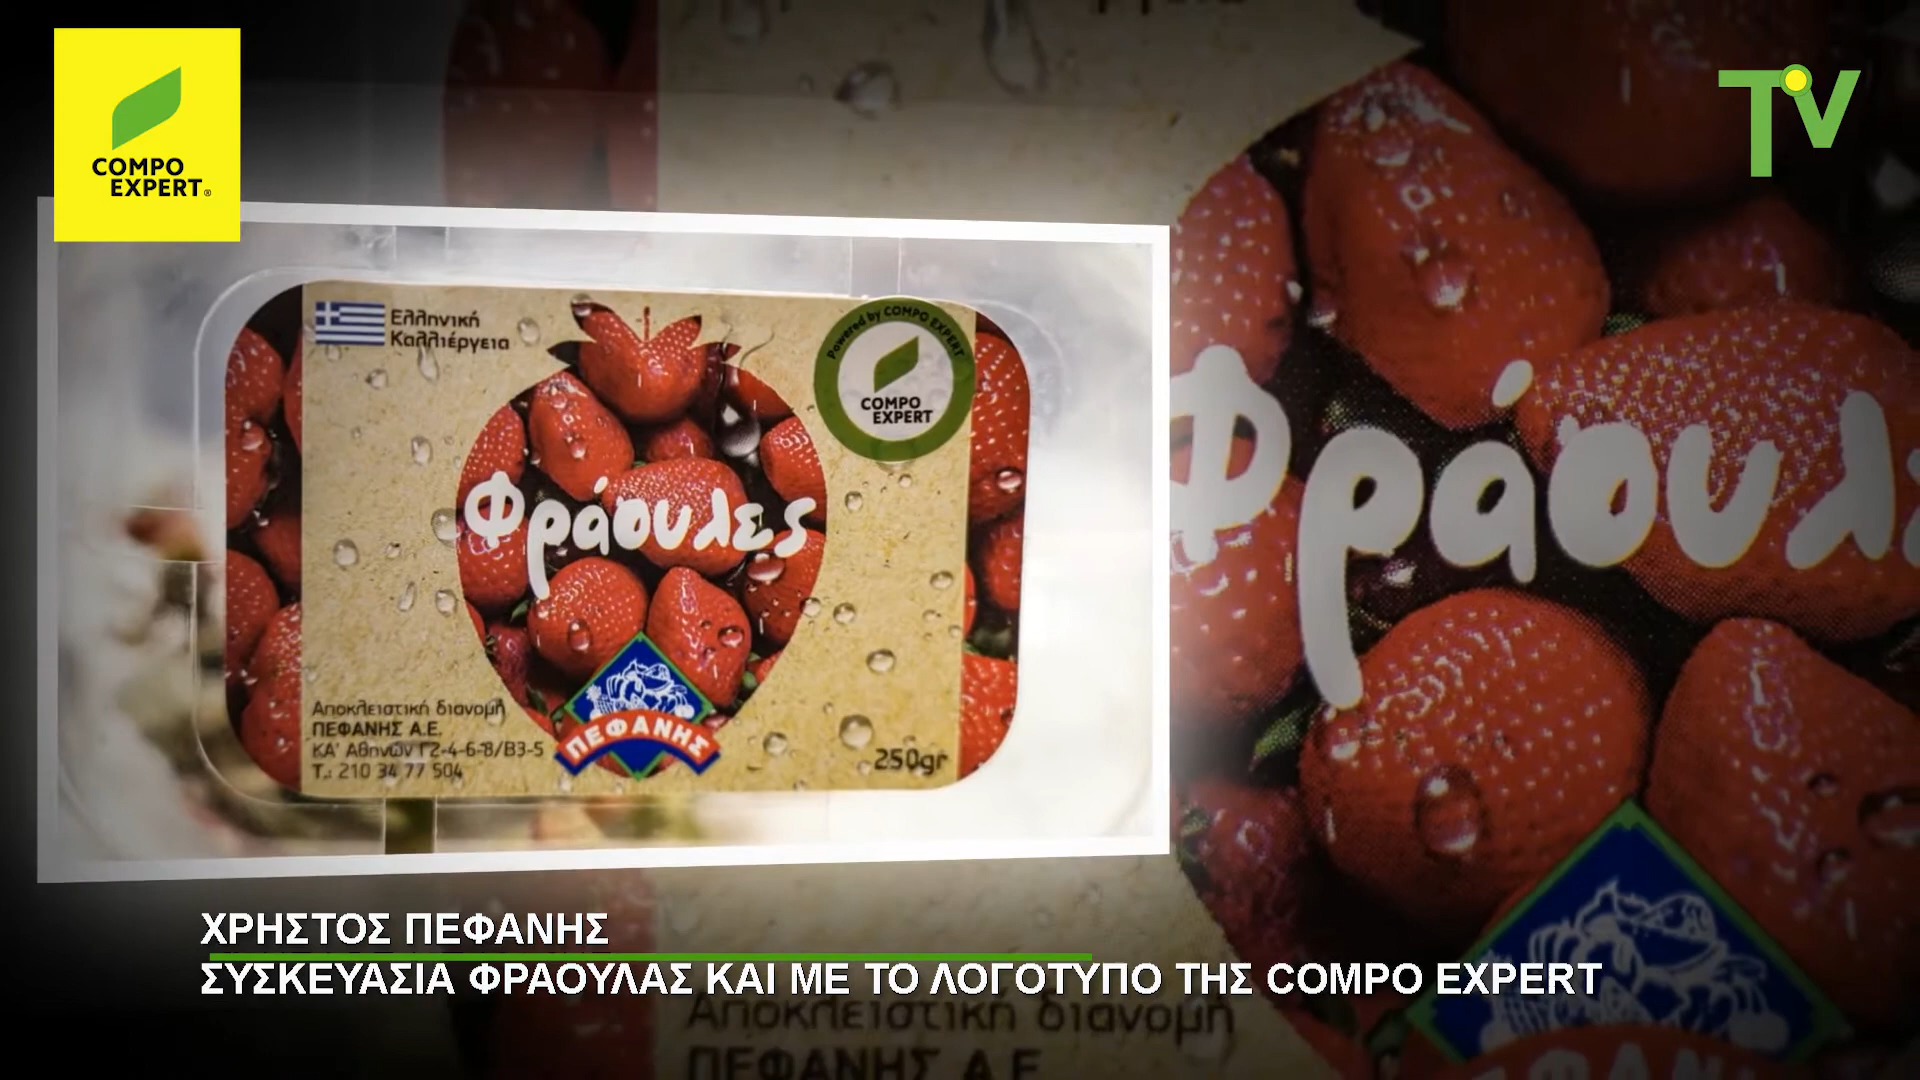 COMPO
EXPERT®
TV
Ελληνική
Καλλιέργεια
Powered by COMPO EXPERT
COMPO
EXPERT
Φράουλες
Αποκλειστική διανομή
ΠΕΦΑΝΗΣ Α.Ε.
ΚΑ' Αθηνών Γ2-4-6-8/Β3-5
Τ.: 210 34 77 504
ΠΕΦΑΝΗΣ
250gr
Φράουλε
ΧΡΗΣΤΟΣ ΠΕΦΑΝΗΣ
ΣΥΣΚΕΥΑΣΙΑ ΦΡΑΟΥΛΑΣ ΚΑΙ ΜΕ ΤΟ ΛΟΓΟΤΥΠΟ ΤΗΣ COMPO EXPERT
Αποκλειστική διανομή
ΠΕΦΑΝΗΣ Α.Ε.